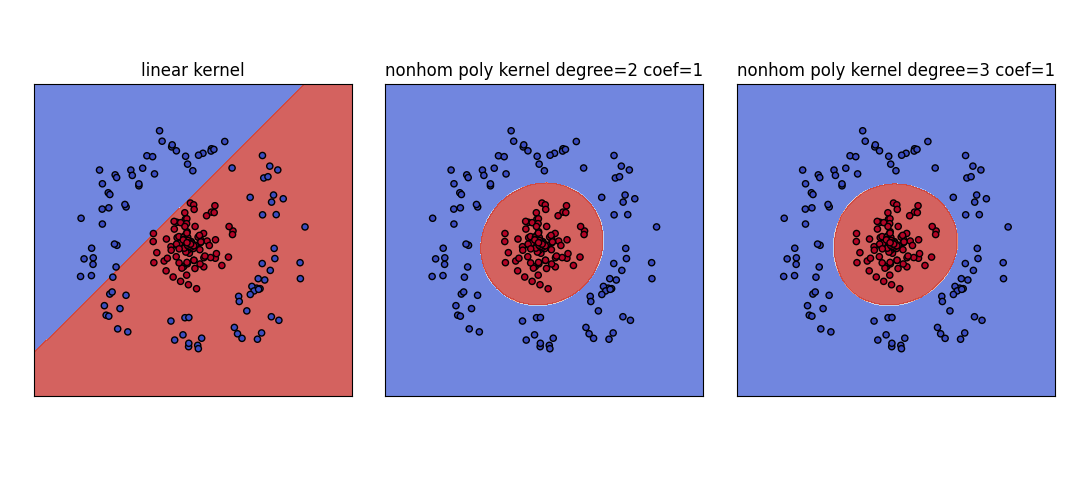 linear kernel
nonhom poly kernel degree=2 coef=1
nonhom poly kernel degree=3 coef=1